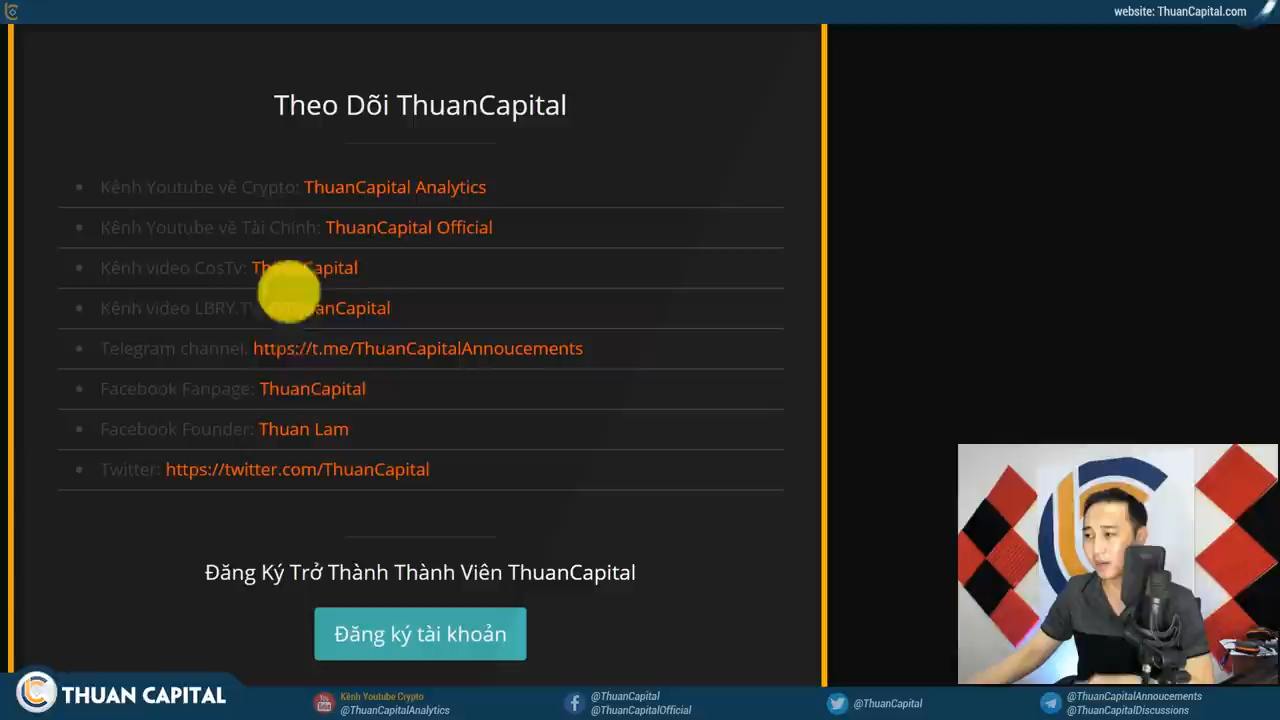 website: ThuanCapital.com
Theo Dõi ThuanCapital
Kênh Youtube về Crypto: ThuanCapital Analytics
Kênh Youtube về Tài Chính: ThuanCapital Official
Kênh video CosTv:
Kênh video LBRY.T
Telegram channel: https://t.me/ThuanCapitalAnnoucements
Facebook Fanpage: ThuanCapital
Facebook Founder: Thuan Lam
Twitter: https://twitter.com/ThuanCapital
Đăng Ký Trở Thành Thành Viên ThuanCapital
Đăng ký tài khoản
THUAN CAPITAL
Kênh Youtube Crypto
@ThuanCapitalAnalytics
@ThuanCapital
@ThuanCapitalOfficial
@ThuanCapital
@ThuanCapitalAnnoucements
@ThuanCapitalDiscussions